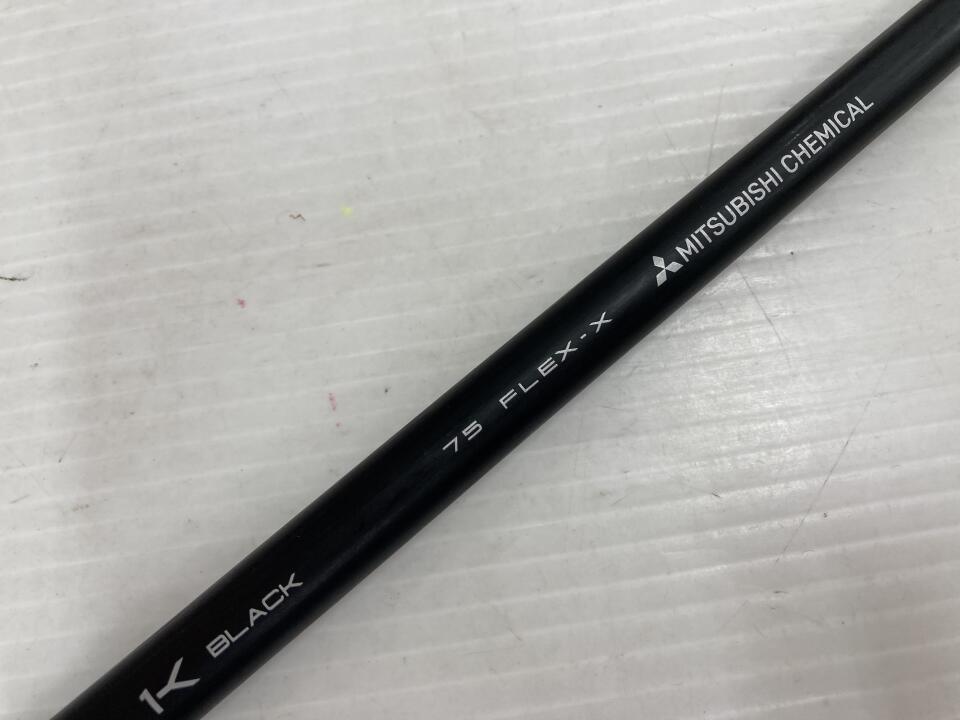 1K BLACK
75 FLEX-X
MITSUBISHI CHEMICAL